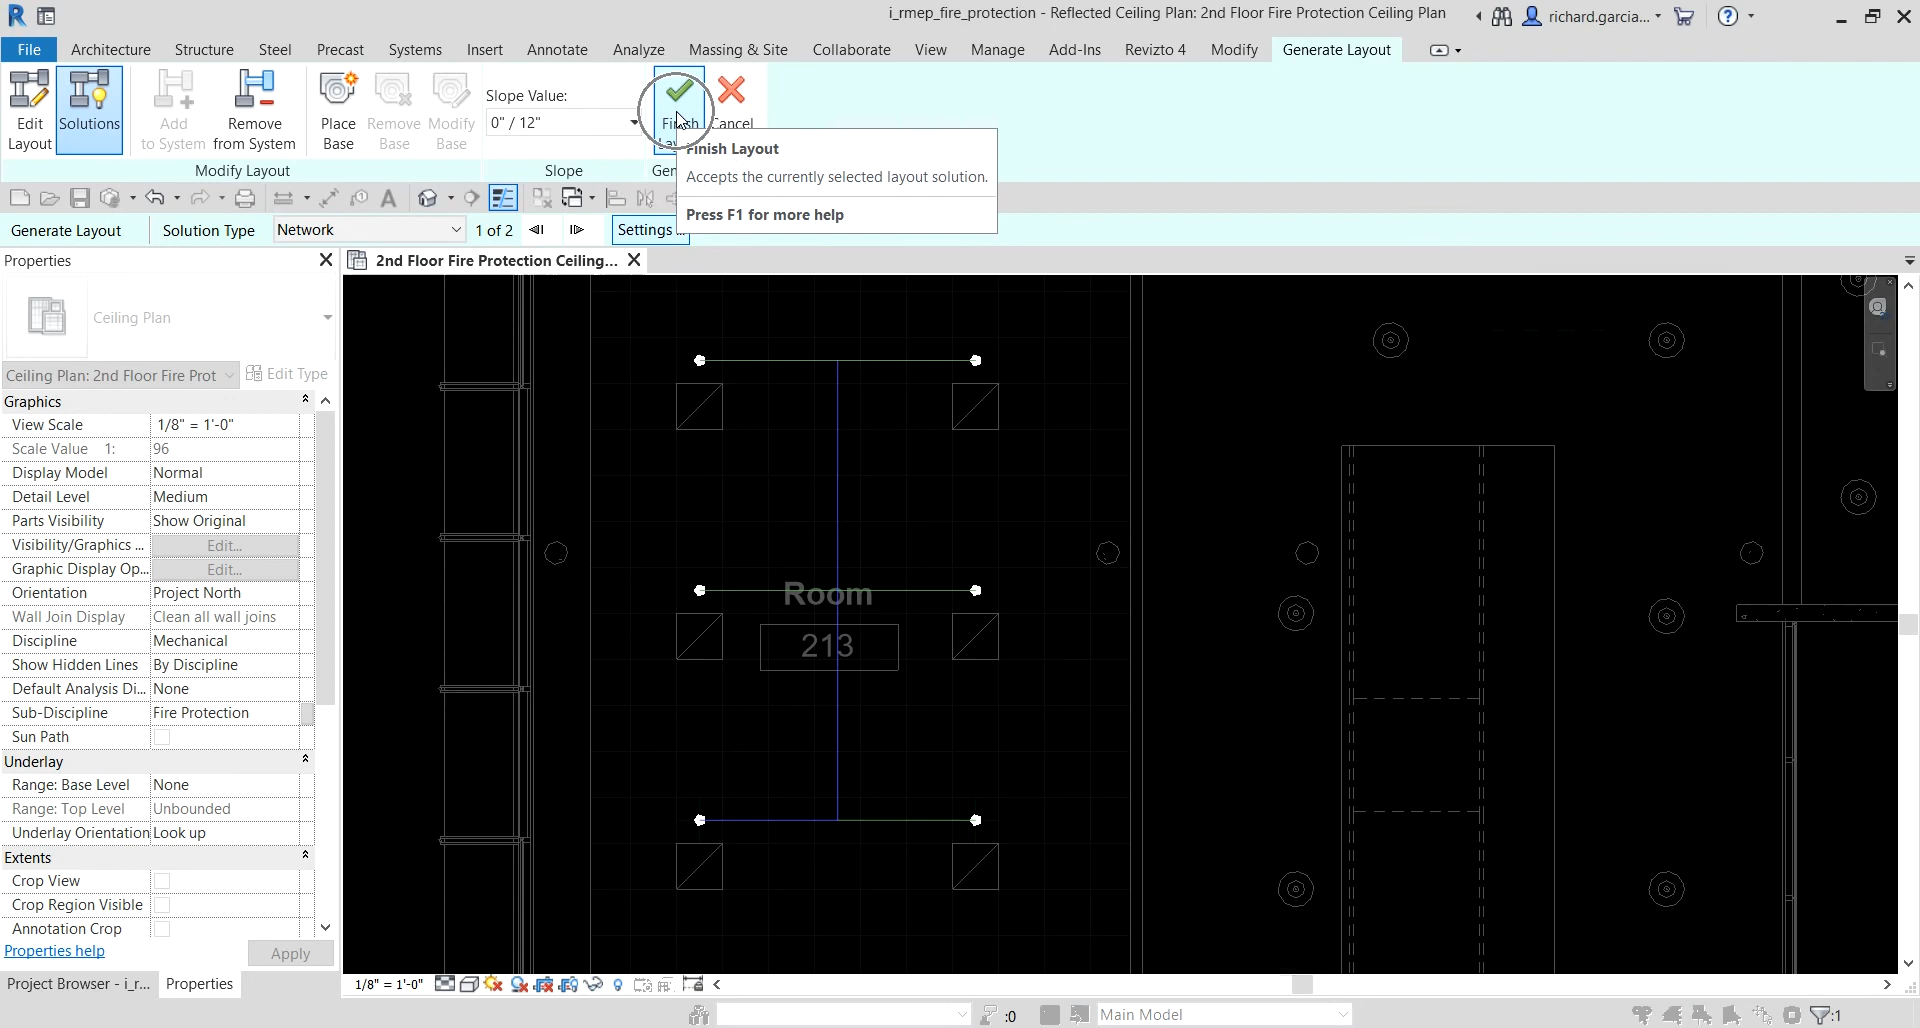 i_rmep_fire_protection - Reflected Ceiling Plan: 2nd Floor Fire Protection Ceiling Plan
richard.garcia...
File Architecture Structure Steel Precast Systems Insert Annotate Analyze Massing & Site Collaborate View Manage Add-Ins Revizto 4 Modify Generate Layout
Edit
Layout
Solutions
Add
to System
Remove
from System
Place
Base
Remove
Base
Modify
Base
Slope Value:
0" / 12"
Finish
Cancel
Modify Layout
Slope
Gen
Finish Layout
Accepts the currently selected layout solution.
Press F1 for more help
Generate Layout Solution Type Network 1 of 2 Settings ...
Properties
2nd Floor Fire Protection Ceiling...
Ceiling Plan
Ceiling Plan: 2nd Floor Fire Prot Edit Type
Graphics
View Scale 1/8" = 1'-0"
Scale Value 1: 96
Display Model Normal
Detail Level Medium
Parts Visibility Show Original
Visibility/Graphics ... Edit...
Graphic Display Op... Edit...
Orientation Project North
Wall Join Display Clean all wall joins
Discipline Mechanical
Show Hidden Lines By Discipline
Default Analysis Di... None
Sub-Discipline Fire Protection
Sun Path
Underlay
Range: Base Level None
Range: Top Level Unbounded
Underlay Orientation Look up
Extents
Crop View
Crop Region Visible
Annotation Crop
Properties help Apply
Project Browser - i_r... Properties
Room
213
1/8" = 1'-0"
:0 Main Model :1